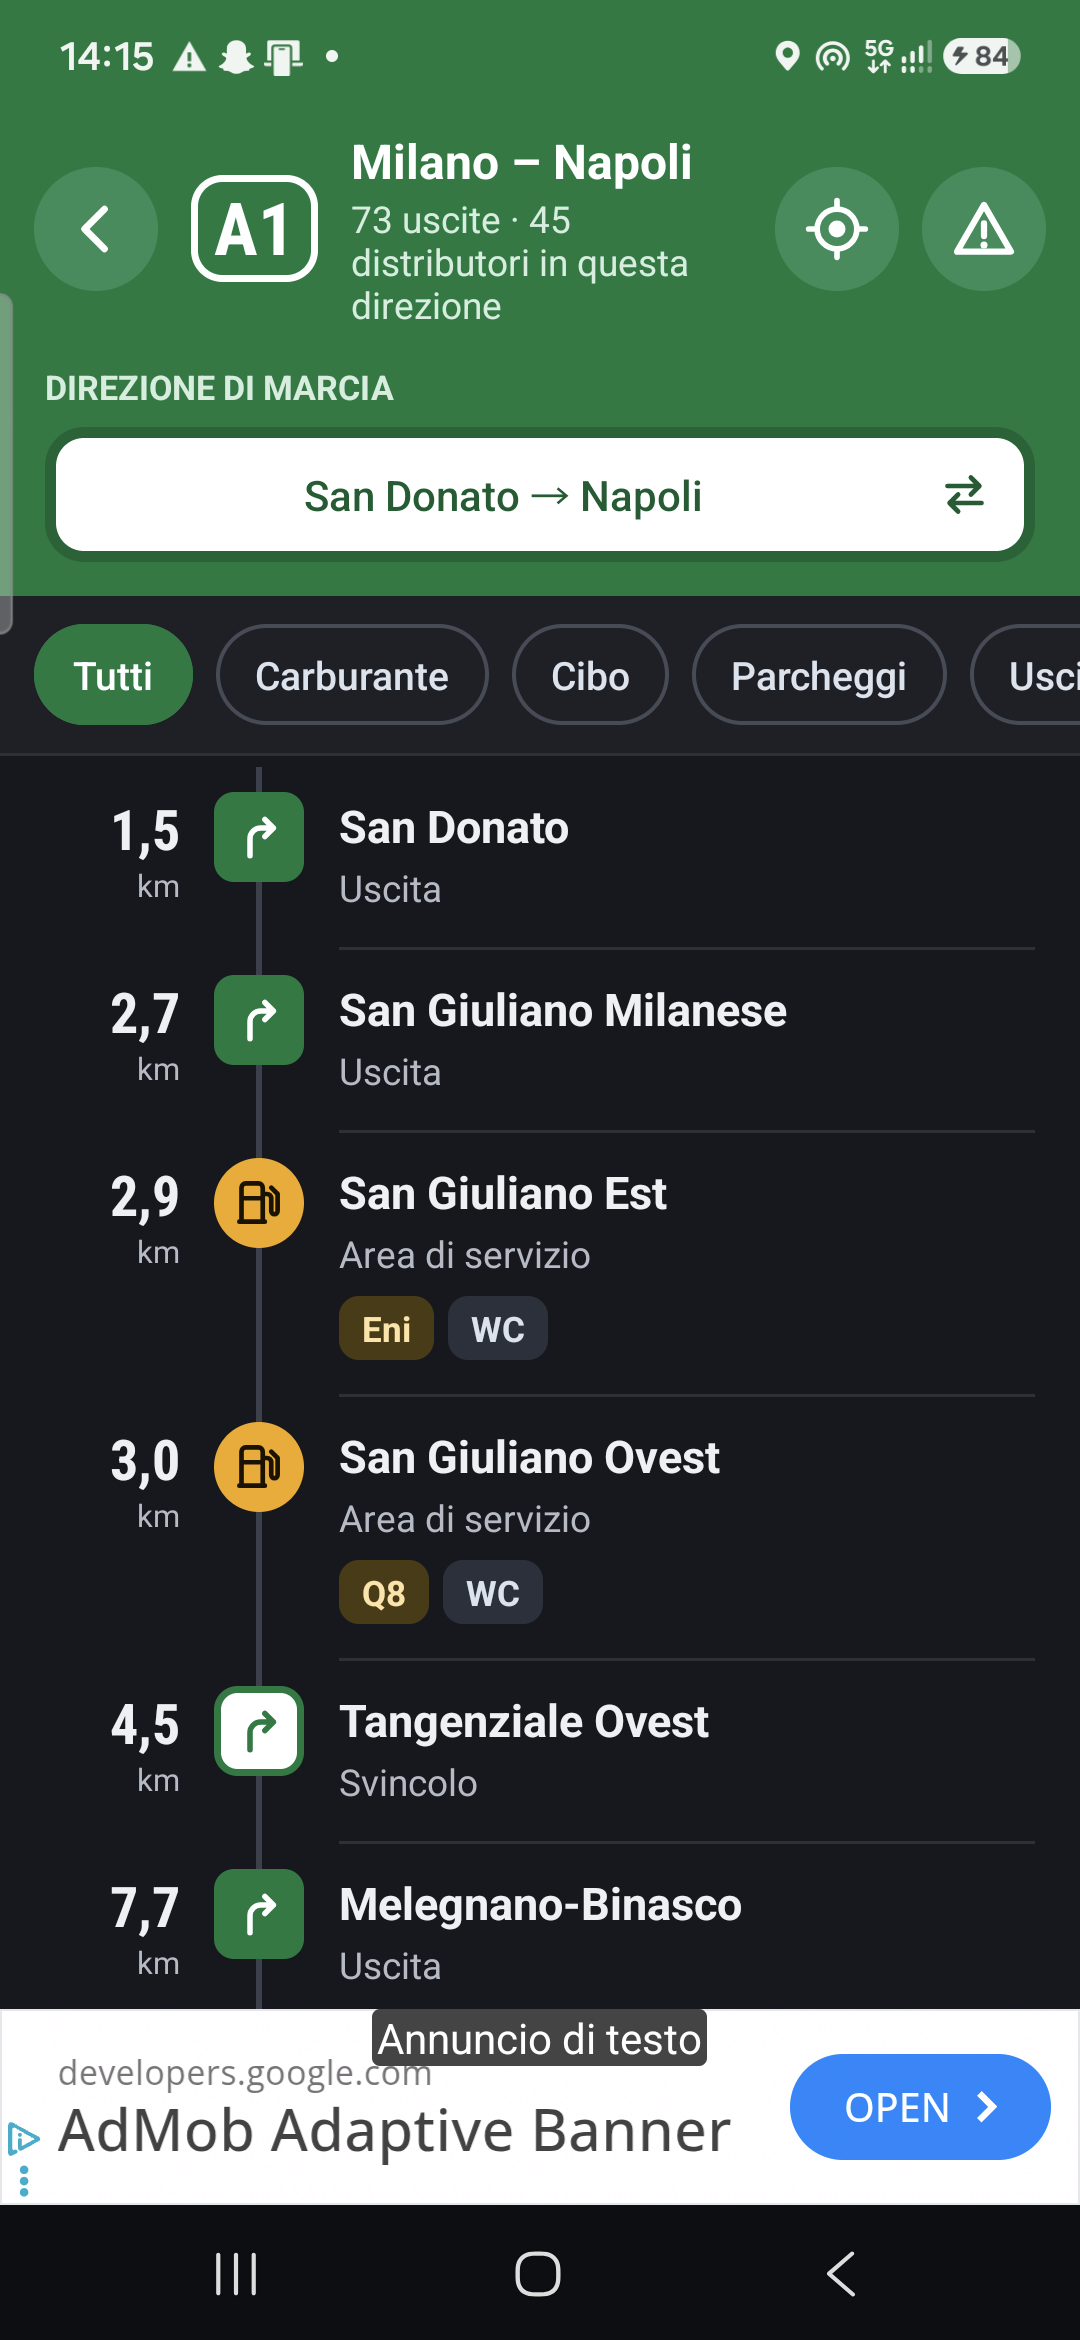 14:15
5G
84
A1
Milano – Napoli
73 uscite · 45
distributori in questa
direzione
DIREZIONE DI MARCIA
San Donato → Napoli
Tutti
Carburante
Cibo
Parcheggi
Usci
1,5
km
San Donato
Uscita
2,7
km
San Giuliano Milanese
Uscita
2,9
km
San Giuliano Est
Area di servizio
Eni
WC
3,0
km
San Giuliano Ovest
Area di servizio
Q8
WC
4,5
km
Tangenziale Ovest
Svincolo
7,7
km
Melegnano-Binasco
Uscita
Annuncio di testo
developers.google.com
AdMob Adaptive Banner
OPEN